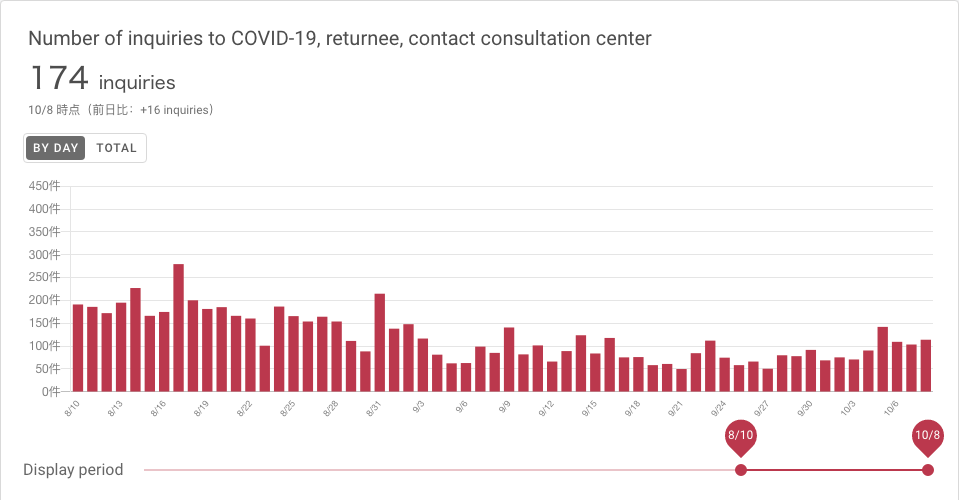 Number of inquiries to COVID-19, returnee, contact consultation center
174 inquiries
10/8 時点（前日比：+16 inquiries）
BY DAY TOTAL
450件
400件
350件
300件
250件
200件
150件
100件
50件
0件
8/10 8/13 8/16 8/19 8/22 8/25 8/28 8/31 9/3 9/6 9/9 9/12 9/15 9/18 9/21 9/24 9/27 9/30 10/3 10/6
8/10 10/8
Display period